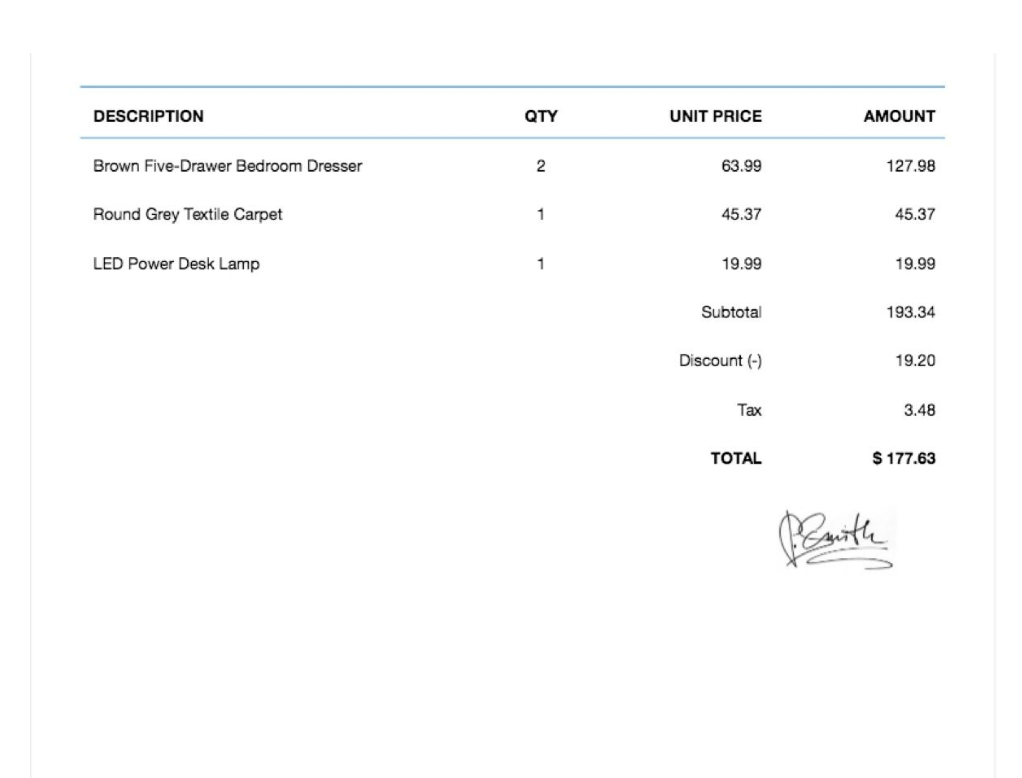 DESCRIPTION QTY UNIT PRICE AMOUNT
Brown Five-Drawer Bedroom Dresser 2 63.99 127.98
Round Grey Textile Carpet 1 45.37 45.37
LED Power Desk Lamp 1 19.99 19.99
Subtotal 193.34
Discount (-) 19.20
Tax 3.48
TOTAL $ 177.63
P.Smith